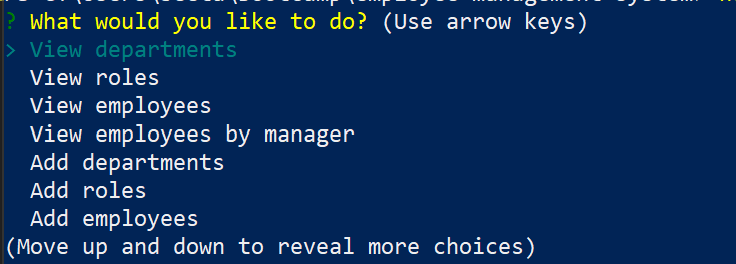 ? What would you like to do? (Use arrow keys)
> View departments
View roles
View employees
View employees by manager
Add departments
Add roles
Add employees
(Move up and down to reveal more choices)